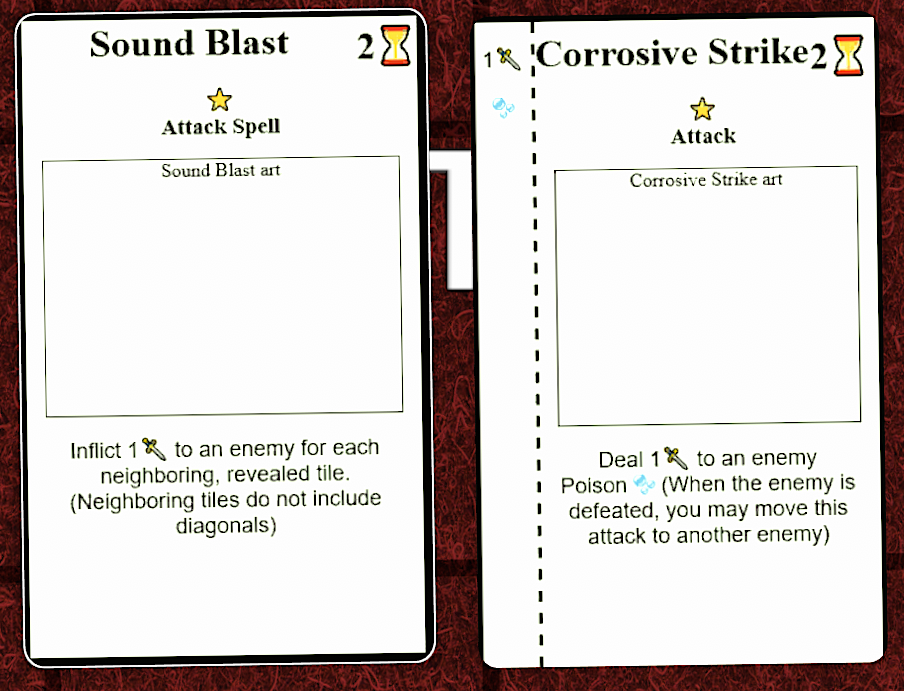 Sound Blast 2
Attack Spell
Sound Blast art
Inflict 1 to an enemy for each
neighboring, revealed tile.
(Neighboring tiles do not include
diagonals)
T
1
Corrosive Strike 2
Attack
Corrosive Strike art
Deal 1 to an enemy
Poison (When the enemy is
defeated, you may move this
attack to another enemy)